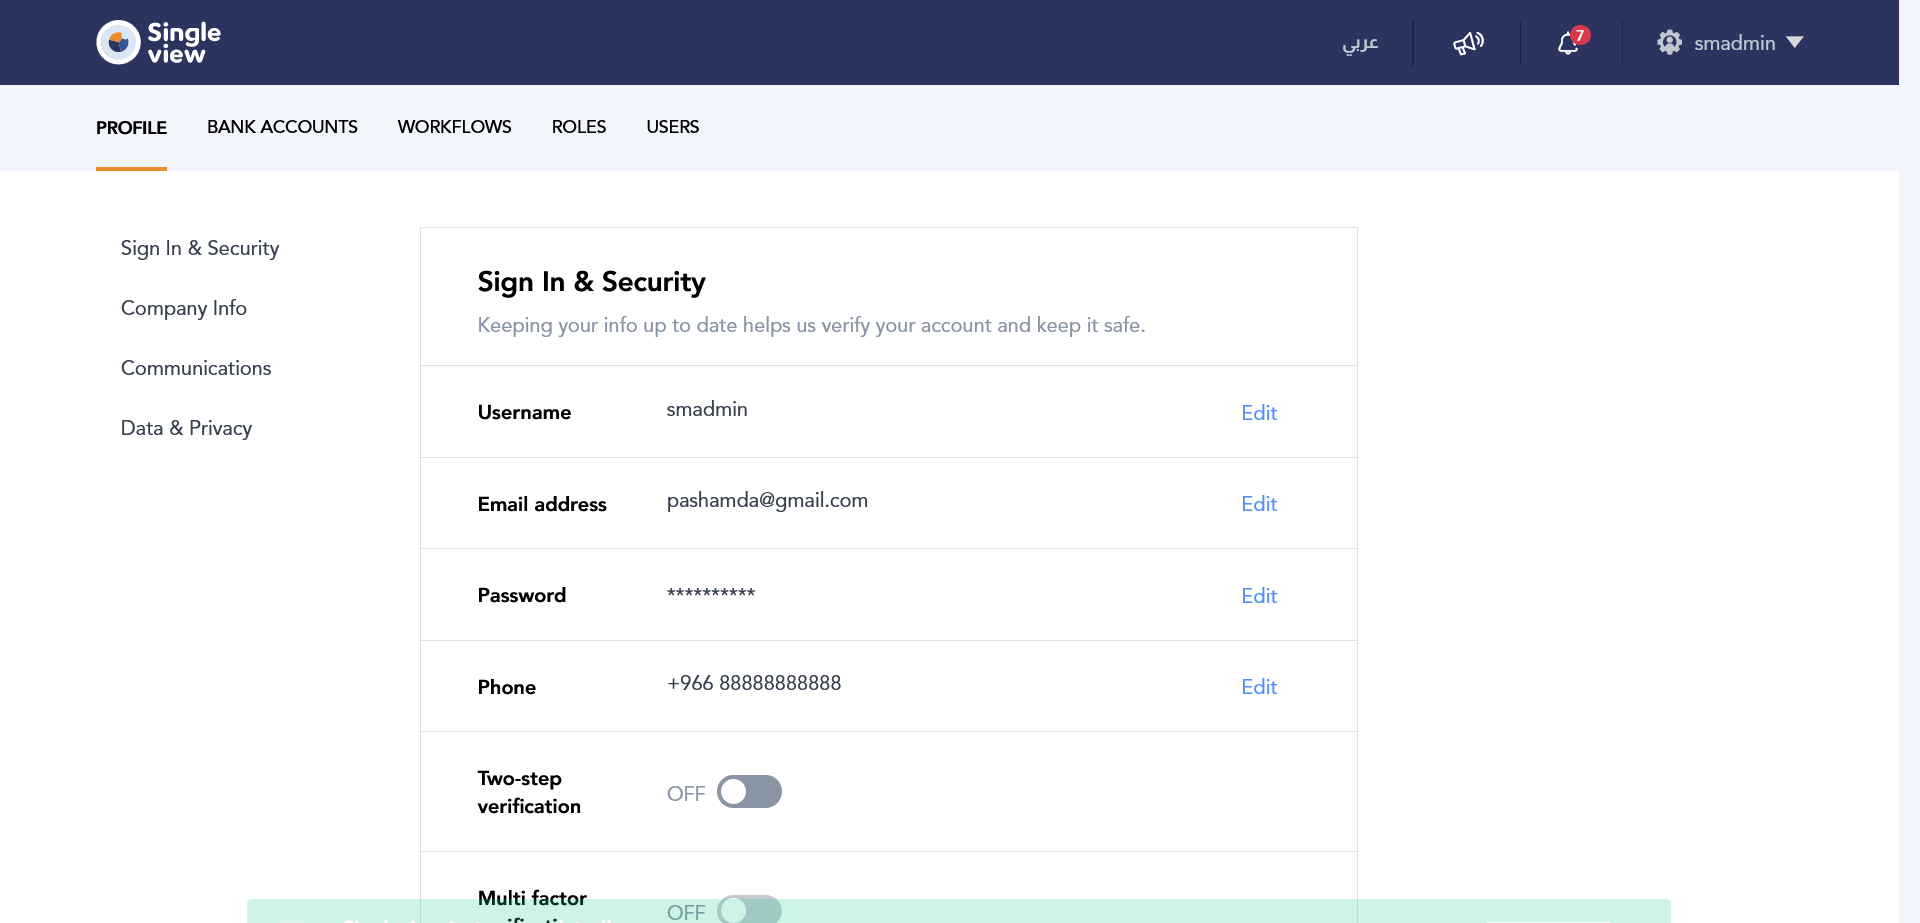 Single
view
عربي
7
smadmin
PROFILE
BANK ACCOUNTS
WORKFLOWS
ROLES
USERS
Sign In & Security
Company Info
Communications
Data & Privacy
Sign In & Security
Keeping your info up to date helps us verify your account and keep it safe.
Username
smadmin
Edit
Email address
pashamda@gmail.com
Edit
Password
**********
Edit
Phone
+966 88888888888
Edit
Two-step
verification
OFF
Multi factor
OFF